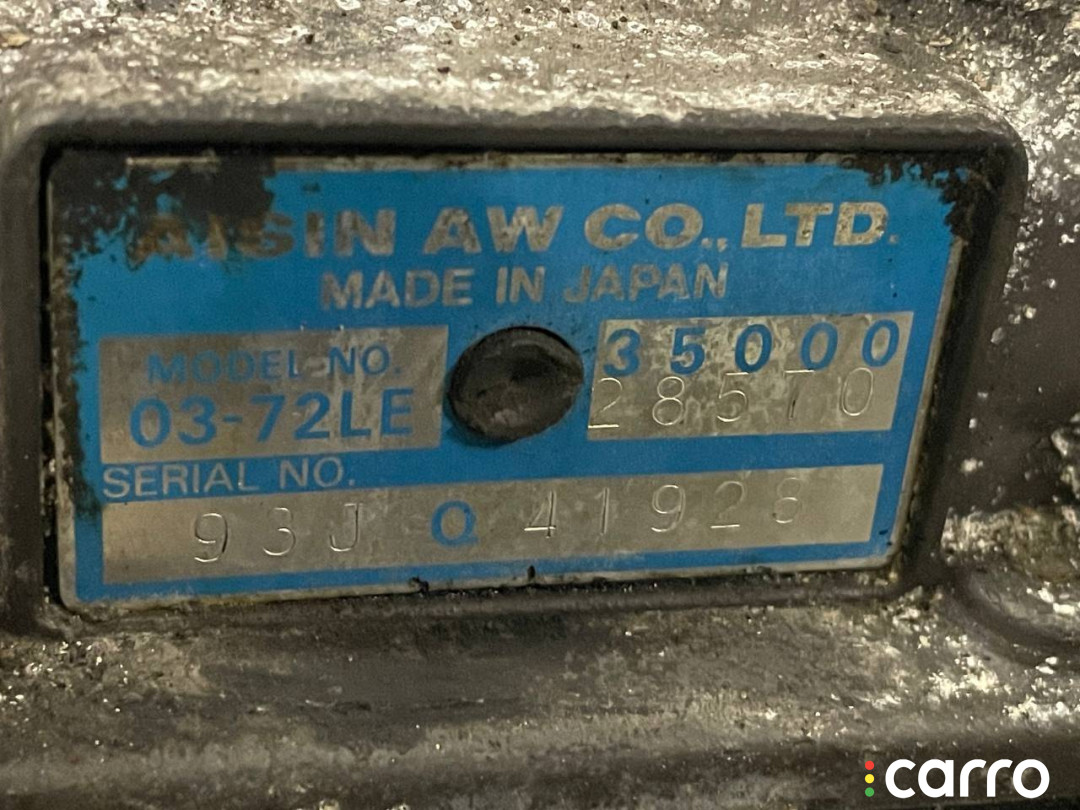 AISIN AW CO., LTD.
MADE IN JAPAN
MODEL NO.
03-72LE
35000
28570
SERIAL NO.
93J Q 41928
carro